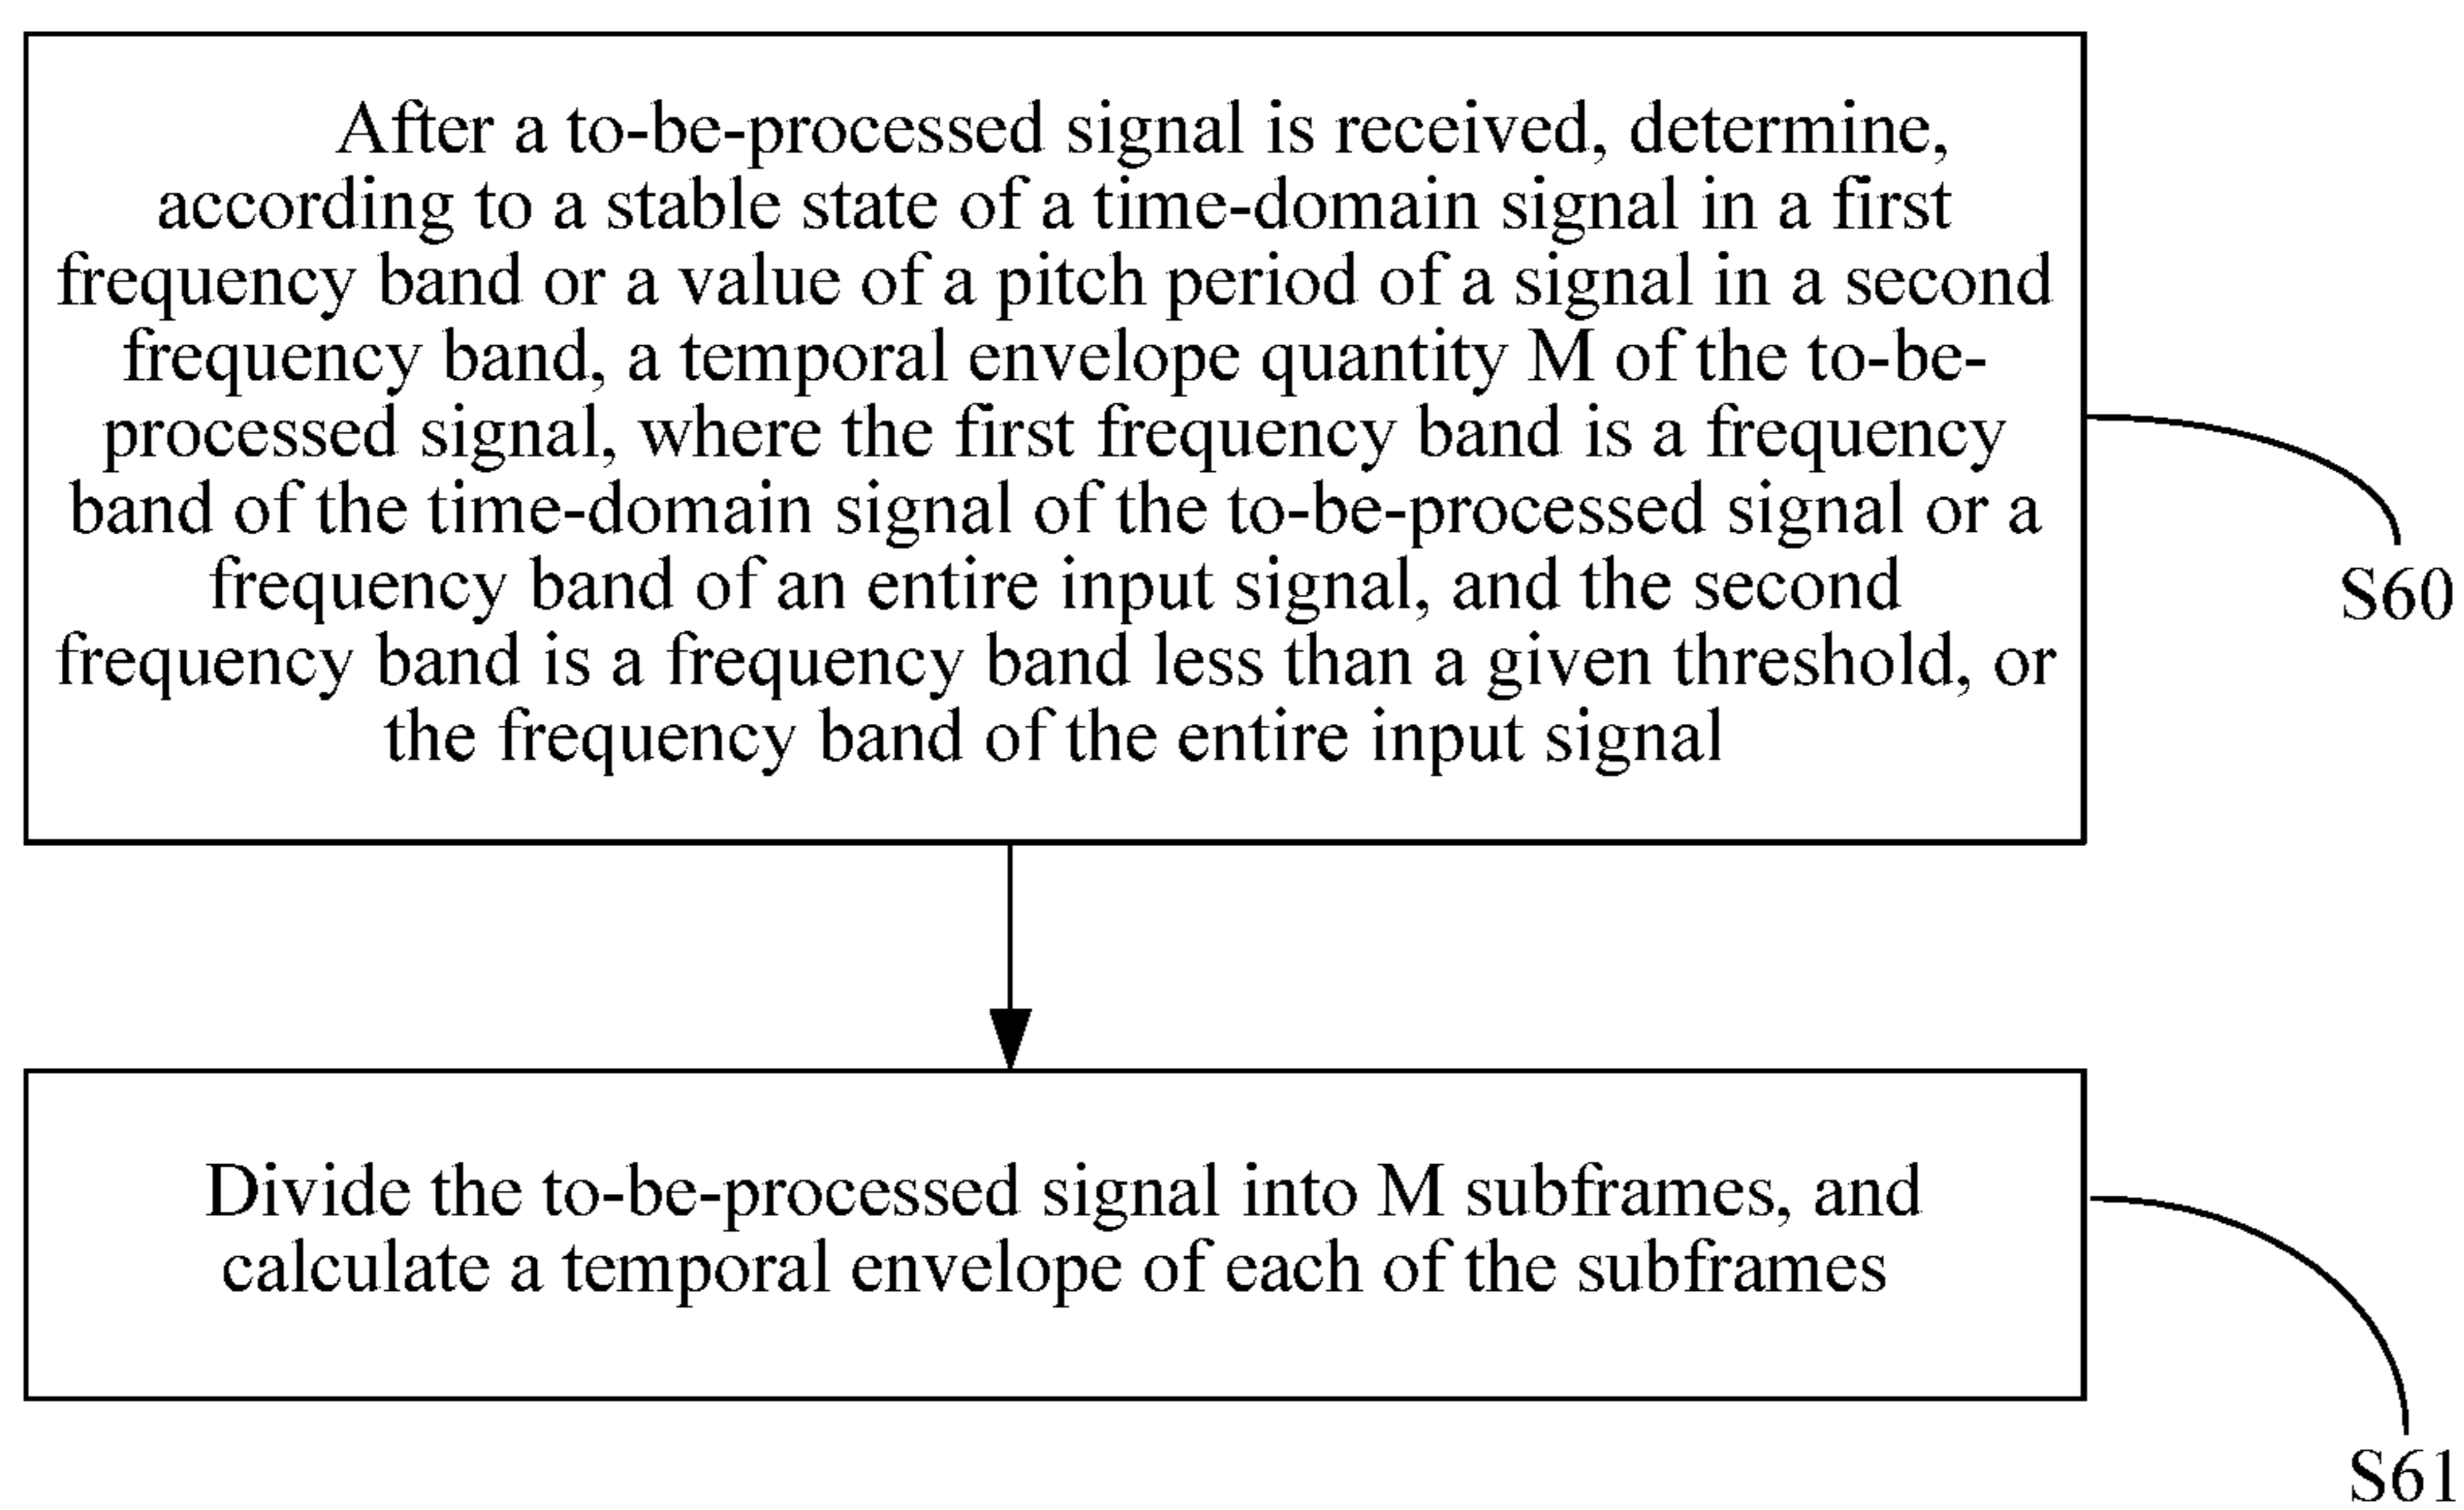 After a to-be-processed signal is received, determine,
according to a stable state of a time-domain signal in a first
frequency band or a value of a pitch period of a signal in a second
frequency band, a temporal envelope quantity M of the to-be-
processed signal, where the first frequency band is a frequency
band of the time-domain signal of the to-be-processed signal or a
frequency band of an entire input signal, and the second
frequency band is a frequency band less than a given threshold, or
the frequency band of the entire input signal
S60
Divide the to-be-processed signal into M subframes, and
calculate a temporal envelope of each of the subframes
S61